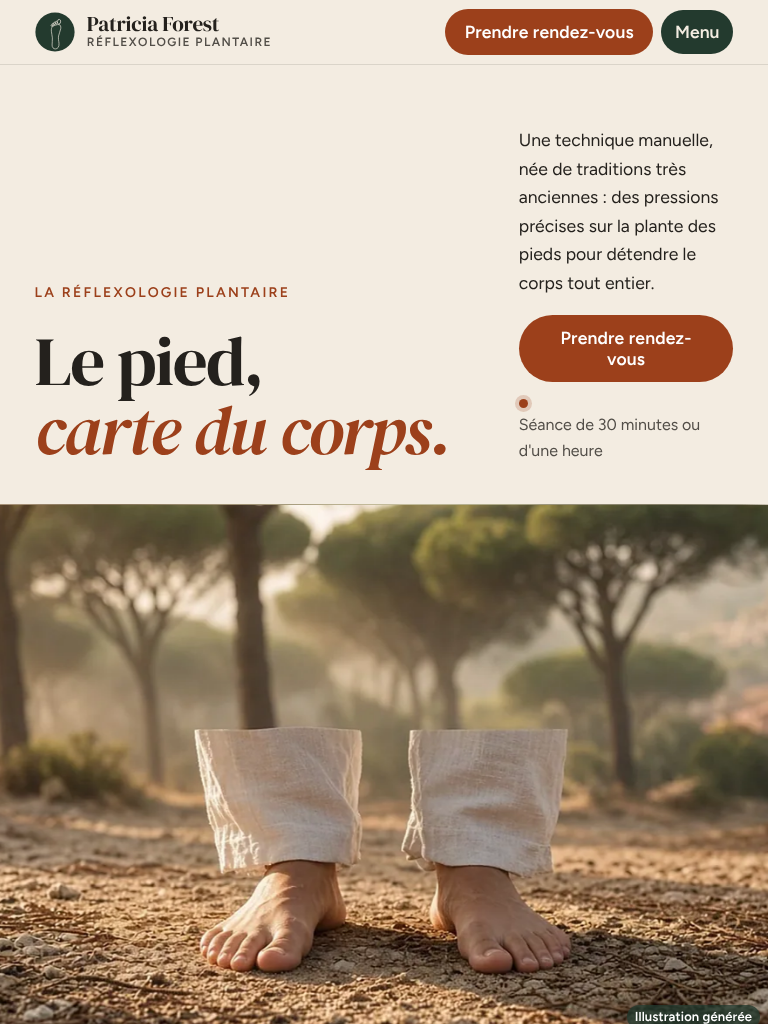 Patricia Forest
RÉFLEXOLOGIE PLANTAIRE
Prendre rendez-vous
Menu
LA RÉFLEXOLOGIE PLANTAIRE
Le pied,
carte du corps.
Une technique manuelle,
née de traditions très
anciennes : des pressions
précises sur la plante des
pieds pour détendre le
corps tout entier.
Prendre rendez-
vous
Séance de 30 minutes ou
d'une heure
Illustration générée